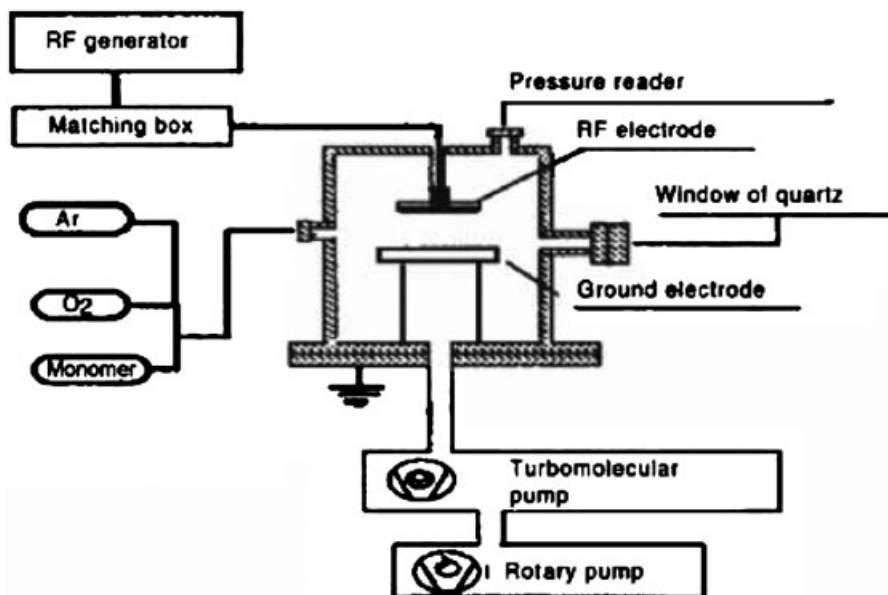 RF generator
Matching box
Pressure reader
RF electrode
Window of quartz
Ar
O2
Monomer
Ground electrode
Turbomolecular
pump
Rotary pump